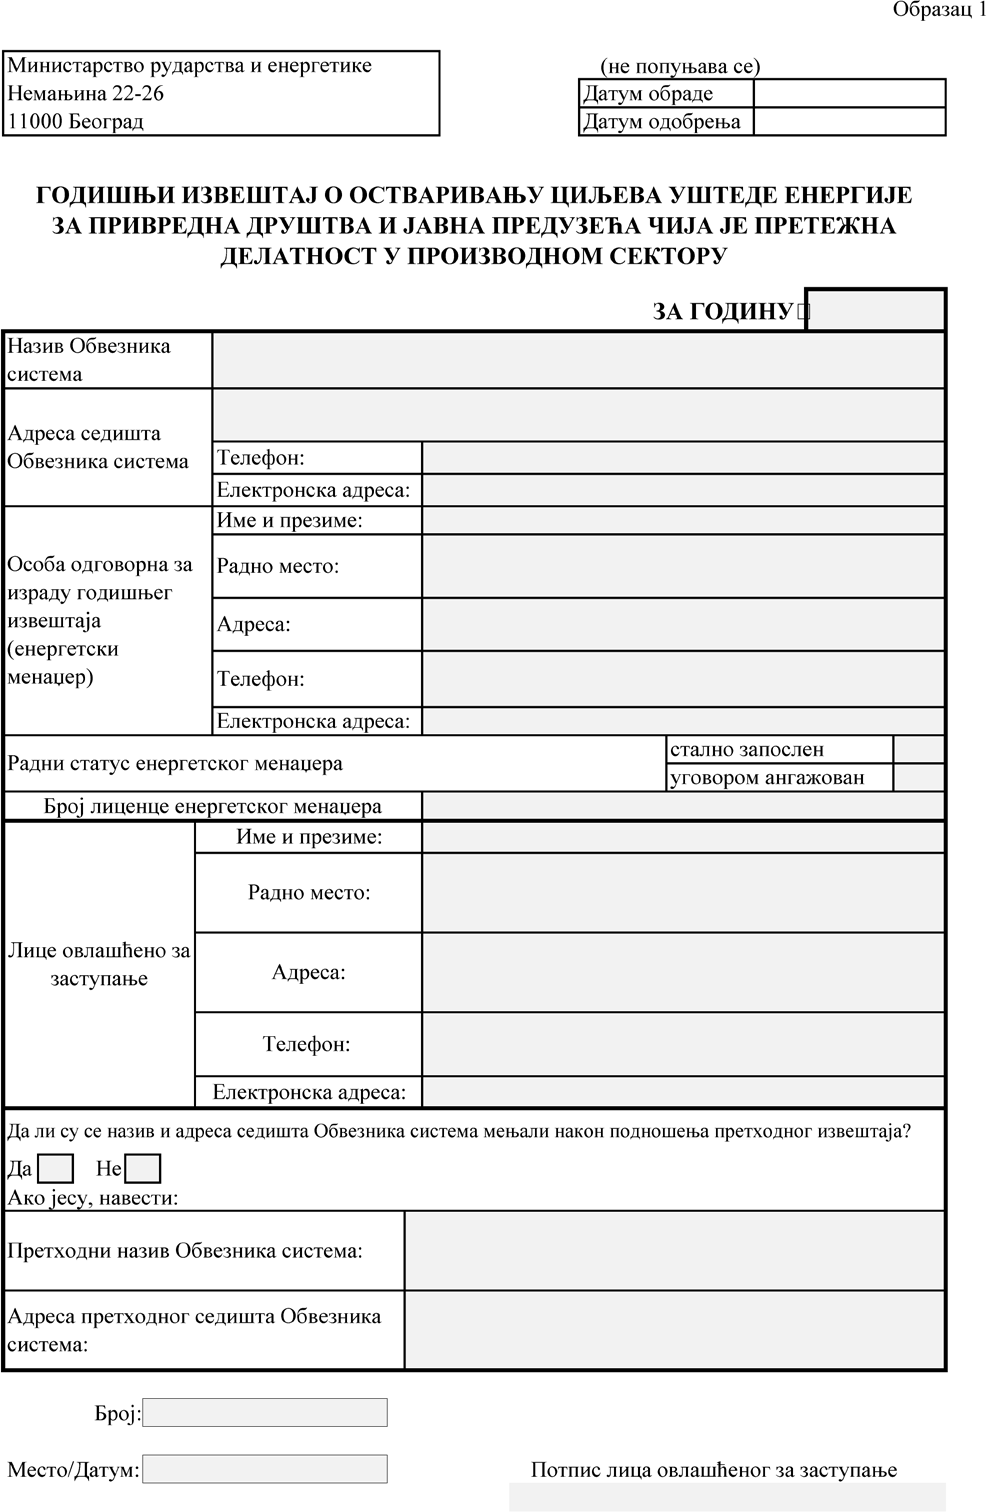 Образац 1
Министарство рударства и енергетике
Немањина 22-26
11000 Београд
(не попуњава се)
Датум обраде
Датум одобрења
ГОДИШЊИ ИЗВЕШТАЈ О ОСТВАРИВАЊУ ЦИЉЕВА УШТЕДЕ ЕНЕРГИЈЕ
ЗА ПРИВРЕДНА ДРУШТВА И ЈАВНА ПРЕДУЗЕЋА ЧИЈА ЈЕ ПРЕТЕЖНА
ДЕЛАТНОСТ У ПРОИЗВОДНОМ СЕКТОРУ
ЗА ГОДИНУ
Назив Обвезника
система
Адреса седишта
Обвезника система
Телефон:
Електронска адреса:
Особа одговорна за
израду годишњег
извештаја
(енергетски
менаџер)
Име и презиме:
Радно место:
Адреса:
Телефон:
Електронска адреса:
Радни статус енергетског менаџера
стално запослен
уговором ангажован
Број лиценце енергетског менаџера
Лице овлашћено за
заступање
Име и презиме:
Радно место:
Адреса:
Телефон:
Електронска адреса:
Да ли су се назив и адреса седишта Обвезника система мењали након подношења претходног извештаја?
Да Не
Ако јесу, навести:
Претходни назив Обвезника система:
Адреса претходног седишта Обвезника
система:
Број:
Место/Датум:
Потпис лица овлашћеног за заступање